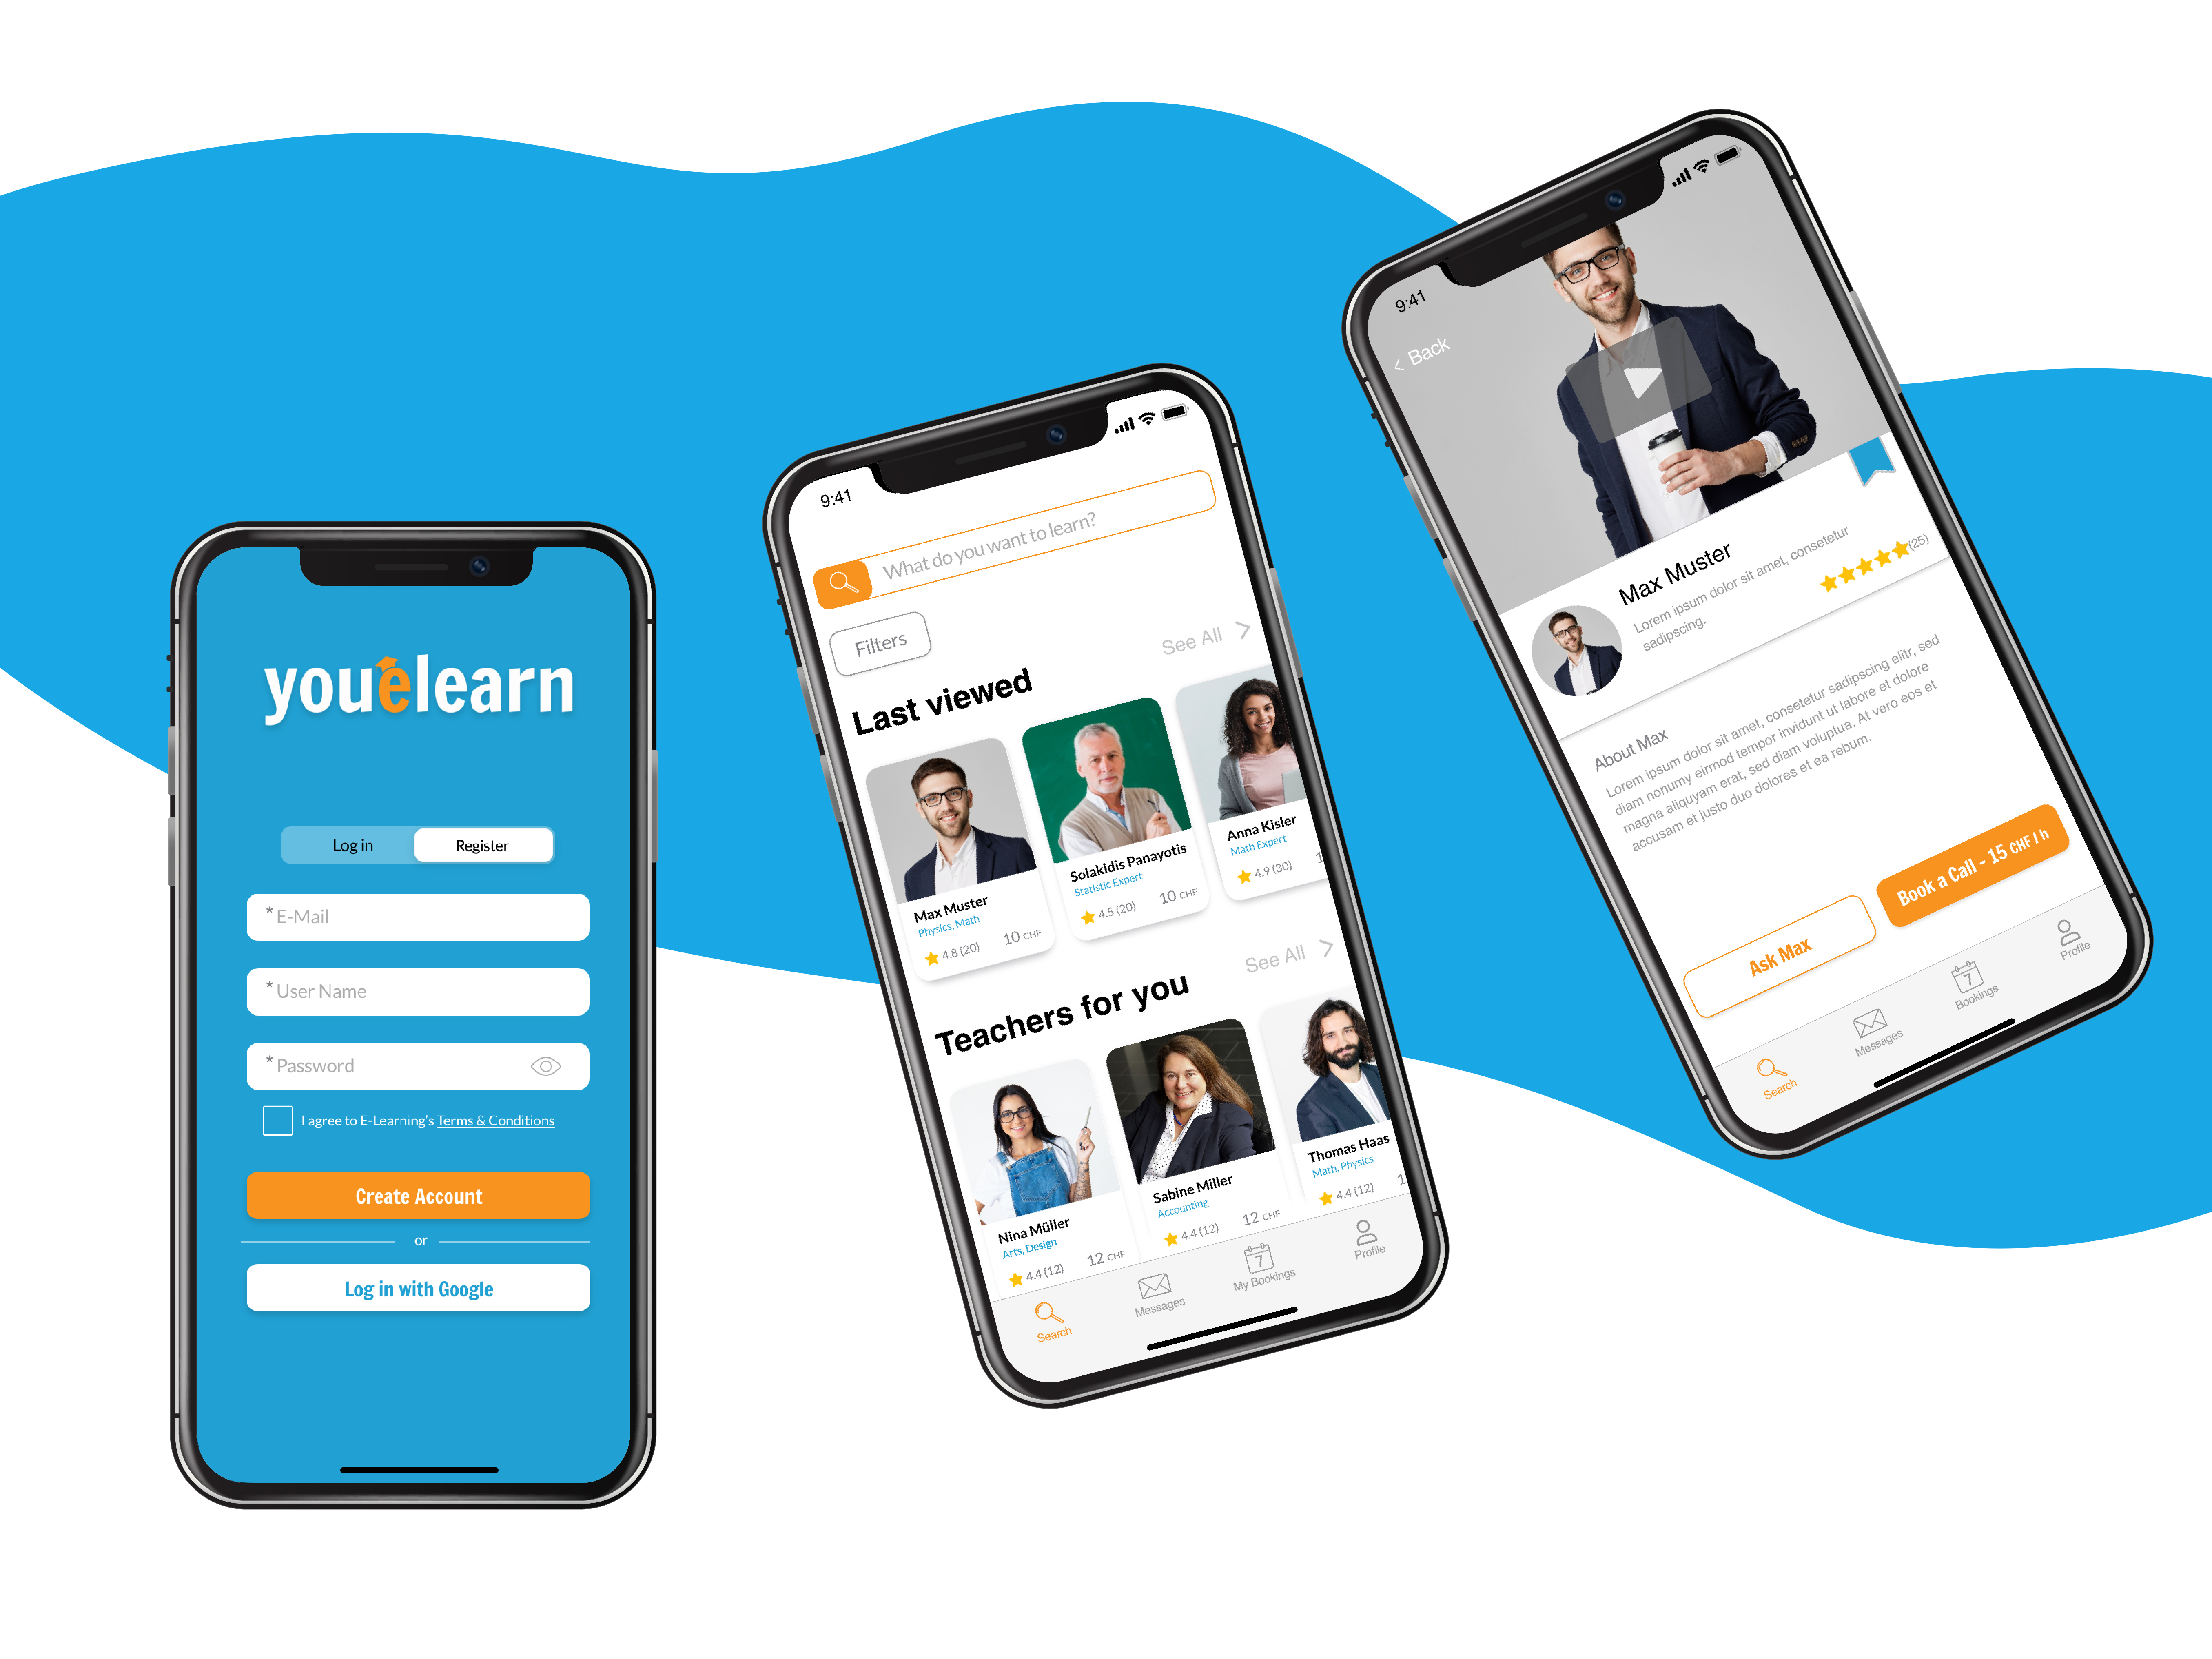 youelearn
Log in
Register
* E-Mail
* User Name
* Password
I agree to E-Learning's Terms & Conditions
Create Account
or
Log in with Google
9:41
What do you want to learn?
Filters
See All
Last viewed
Max Muster
Physics, Math
4.8 (20) 10 CHF
Solakidis Panayotis
Statistic Expert
4.5 (20) 10 CHF
Anna Kisler
Math Expert
4.9 (30) 1
See All
Teachers for you
Nina Müller
Arts, Design
4.4 (12) 12 CHF
Sabine Miller
Accounting
4.4 (12) 12 CHF
Thomas Haas
Math, Physics
4.4 (12) 1
Search
Messages
7
My Bookings
Profile
9:41
< Back
Max Muster
Lorem ipsum dolor sit amet, consetetur
sadipscing.
(25)
About Max
Lorem ipsum dolor sit amet, consetetur sadipscing elitr, sed
diam nonumy eirmod tempor invidunt ut labore et dolore
magna aliquyam erat, sed diam voluptua. At vero eos et
accusam et justo duo dolores et ea rebum.
Ask Max
Book a Call - 15 CHF / h
Search
Messages
7
Bookings
Profile